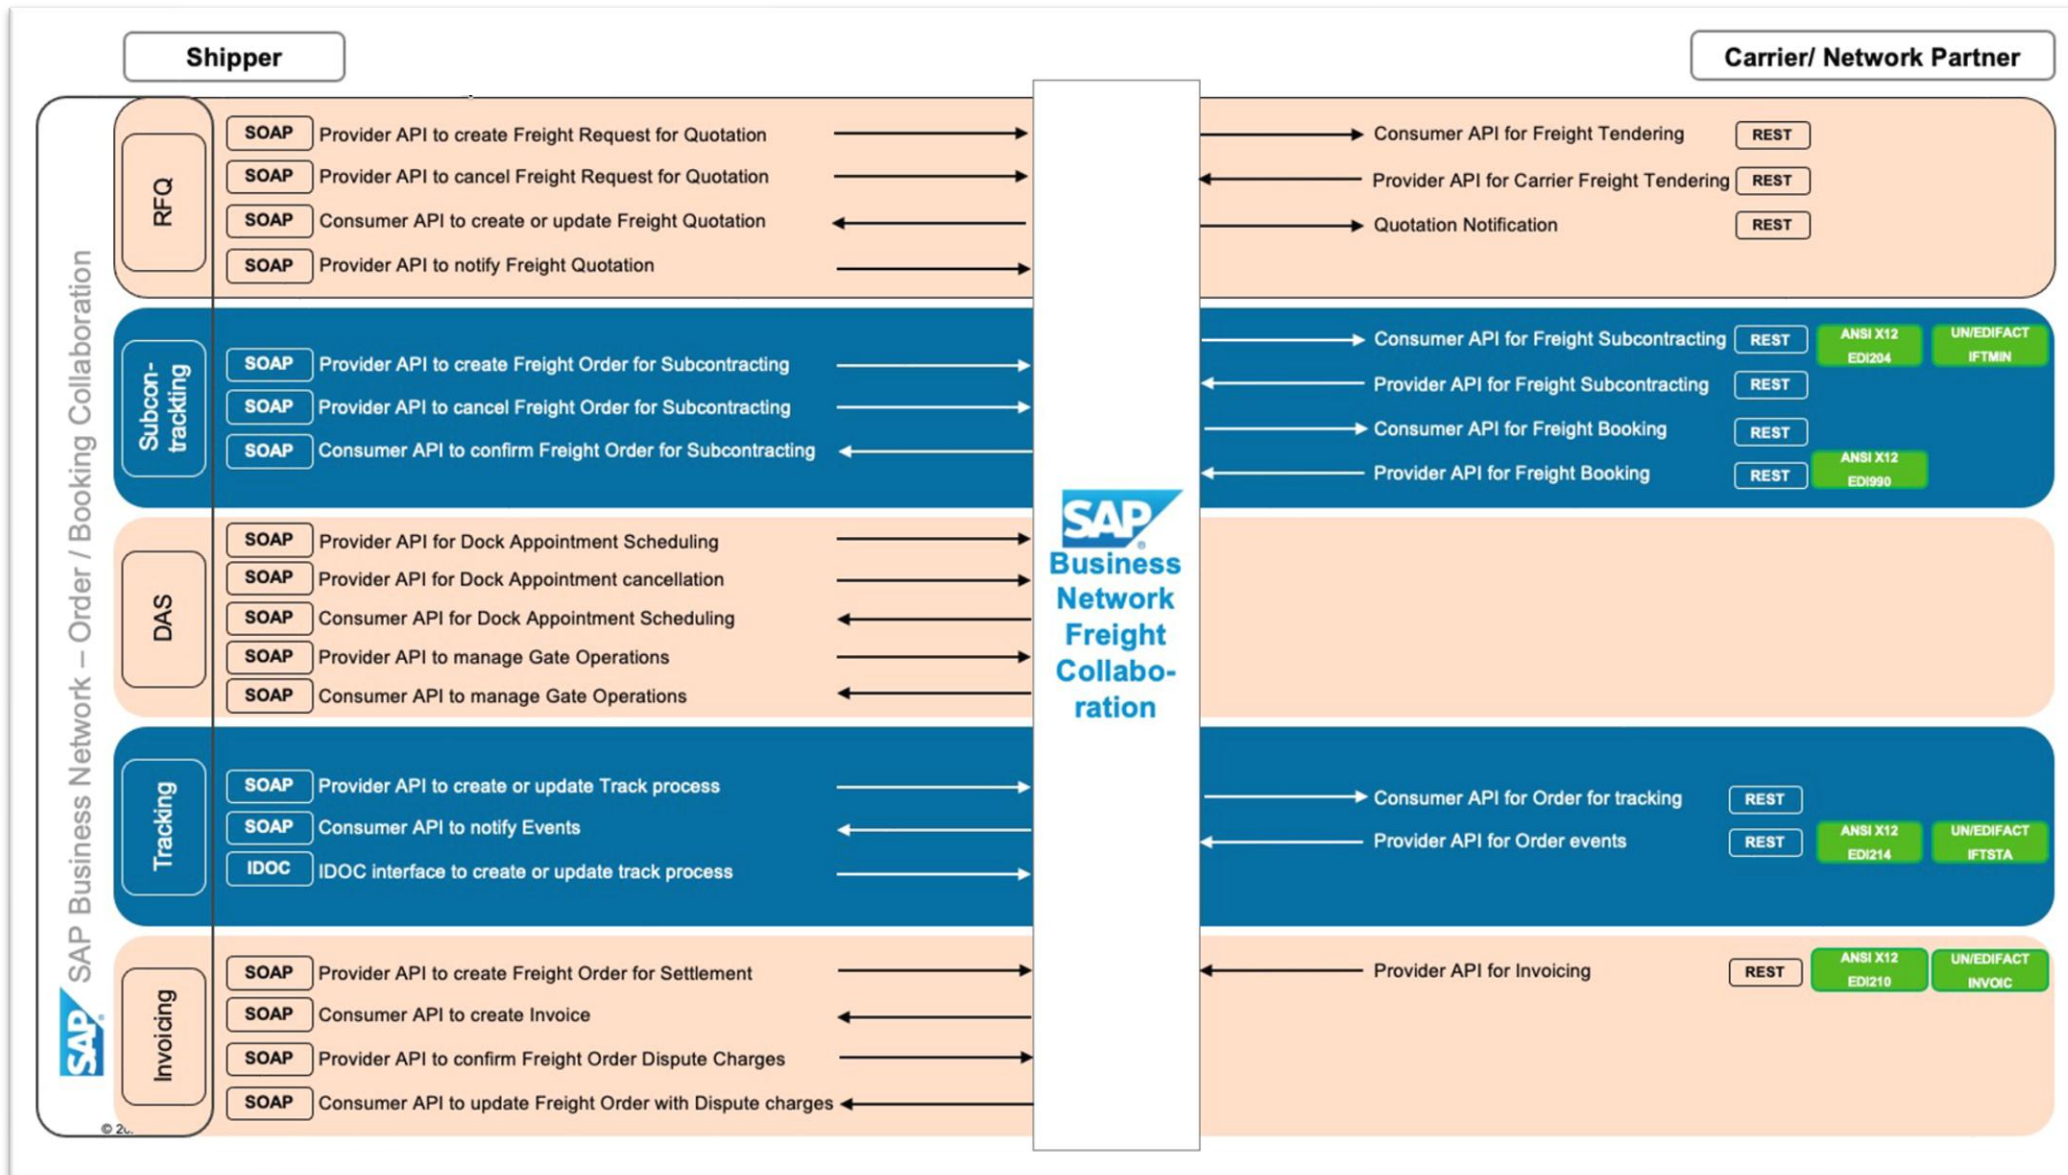 Shipper
Carrier/ Network Partner
SAP Business Network – Order / Booking Collaboration
SAP
RFQ
SOAP Provider API to create Freight Request for Quotation
SOAP Provider API to cancel Freight Request for Quotation
SOAP Consumer API to create or update Freight Quotation
SOAP Provider API to notify Freight Quotation
Consumer API for Freight Tendering REST
Provider API for Carrier Freight Tendering REST
Quotation Notification REST
Subcon-
trackting
SOAP Provider API to create Freight Order for Subcontracting
SOAP Provider API to cancel Freight Order for Subcontracting
SOAP Consumer API to confirm Freight Order for Subcontracting
Consumer API for Freight Subcontracting REST
ANSI X12
EDI204
UN/EDIFACT
IFTMIN
Provider API for Freight Subcontracting REST
Consumer API for Freight Booking REST
Provider API for Freight Booking REST
ANSI X12
EDI990
SAP®
Business
Network
Freight
Collabo-
ration
DAS
SOAP Provider API for Dock Appointment Scheduling
SOAP Provider API for Dock Appointment cancellation
SOAP Consumer API for Dock Appointment Scheduling
SOAP Provider API to manage Gate Operations
SOAP Consumer API to manage Gate Operations
Tracking
SOAP Provider API to create or update Track process
SOAP Consumer API to notify Events
IDOC IDOC interface to create or update track process
Consumer API for Order for tracking REST
Provider API for Order events REST
ANSI X12
EDI214
UN/EDIFACT
IFTSTA
Invoicing
SOAP Provider API to create Freight Order for Settlement
SOAP Consumer API to create Invoice
SOAP Provider API to confirm Freight Order Dispute Charges
SOAP Consumer API to update Freight Order with Dispute charges
Provider API for Invoicing REST
ANSI X12
EDI210
UN/EDIFACT
INVOIC
©